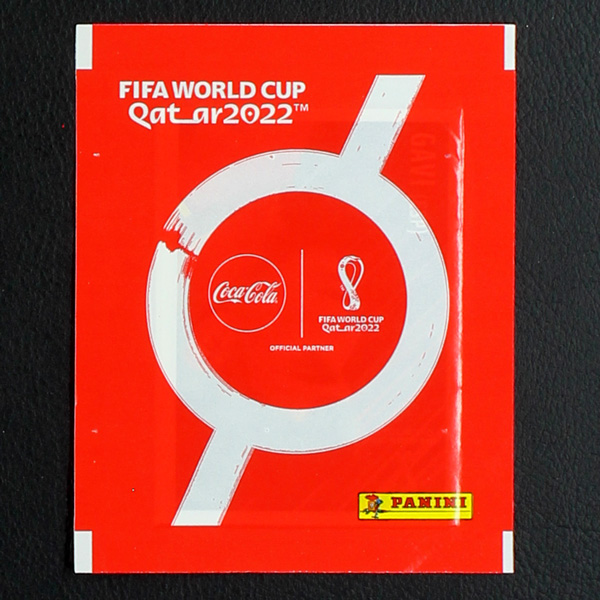 FIFA WORLD CUP
Qatar2022™
Coca-Cola
FIFA WORLD CUP
Qatar2022
OFFICIAL PARTNER
PANINI